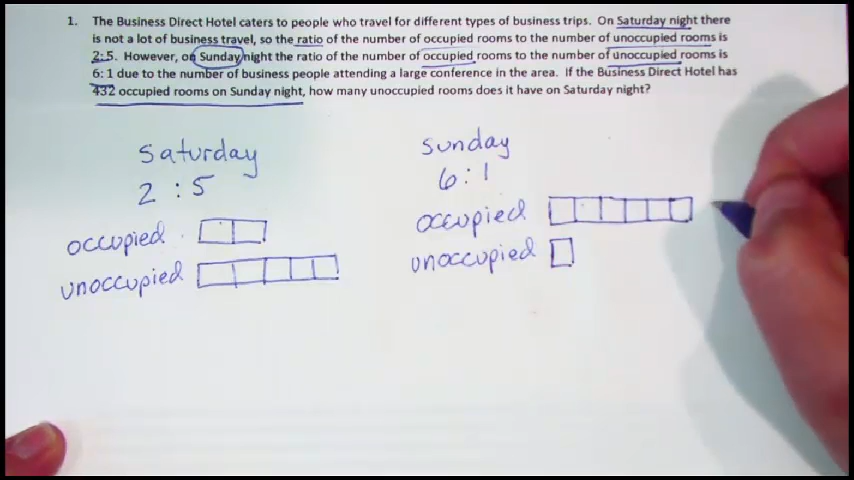 1. The Business Direct Hotel caters to people who travel for different types of business trips. On Saturday night there
is not a lot of business travel, so the ratio of the number of occupied rooms to the number of unoccupied rooms is
2:5. However, on Sunday night the ratio of the number of occupied rooms to the number of unoccupied rooms is
6:1 due to the number of business people attending a large conference in the area. If the Business Direct Hotel has
432 occupied rooms on Sunday night, how many unoccupied rooms does it have on Saturday night?
Saturday
2 : 5
occupied
unoccupied
Sunday
6:1
occupied
unoccupied